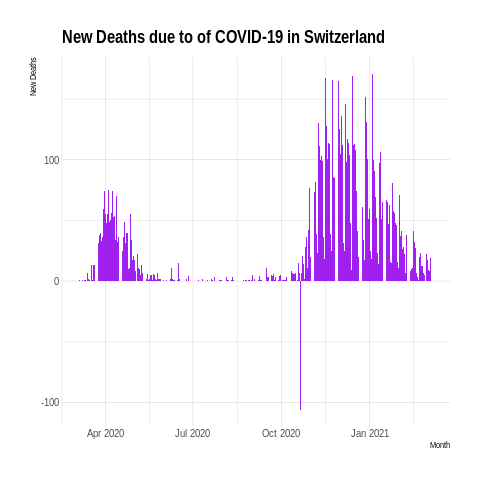 New Deaths due to of COVID-19 in Switzerland
New Deaths
100
0
-100
Apr 2020 Jul 2020 Oct 2020 Jan 2021
Month